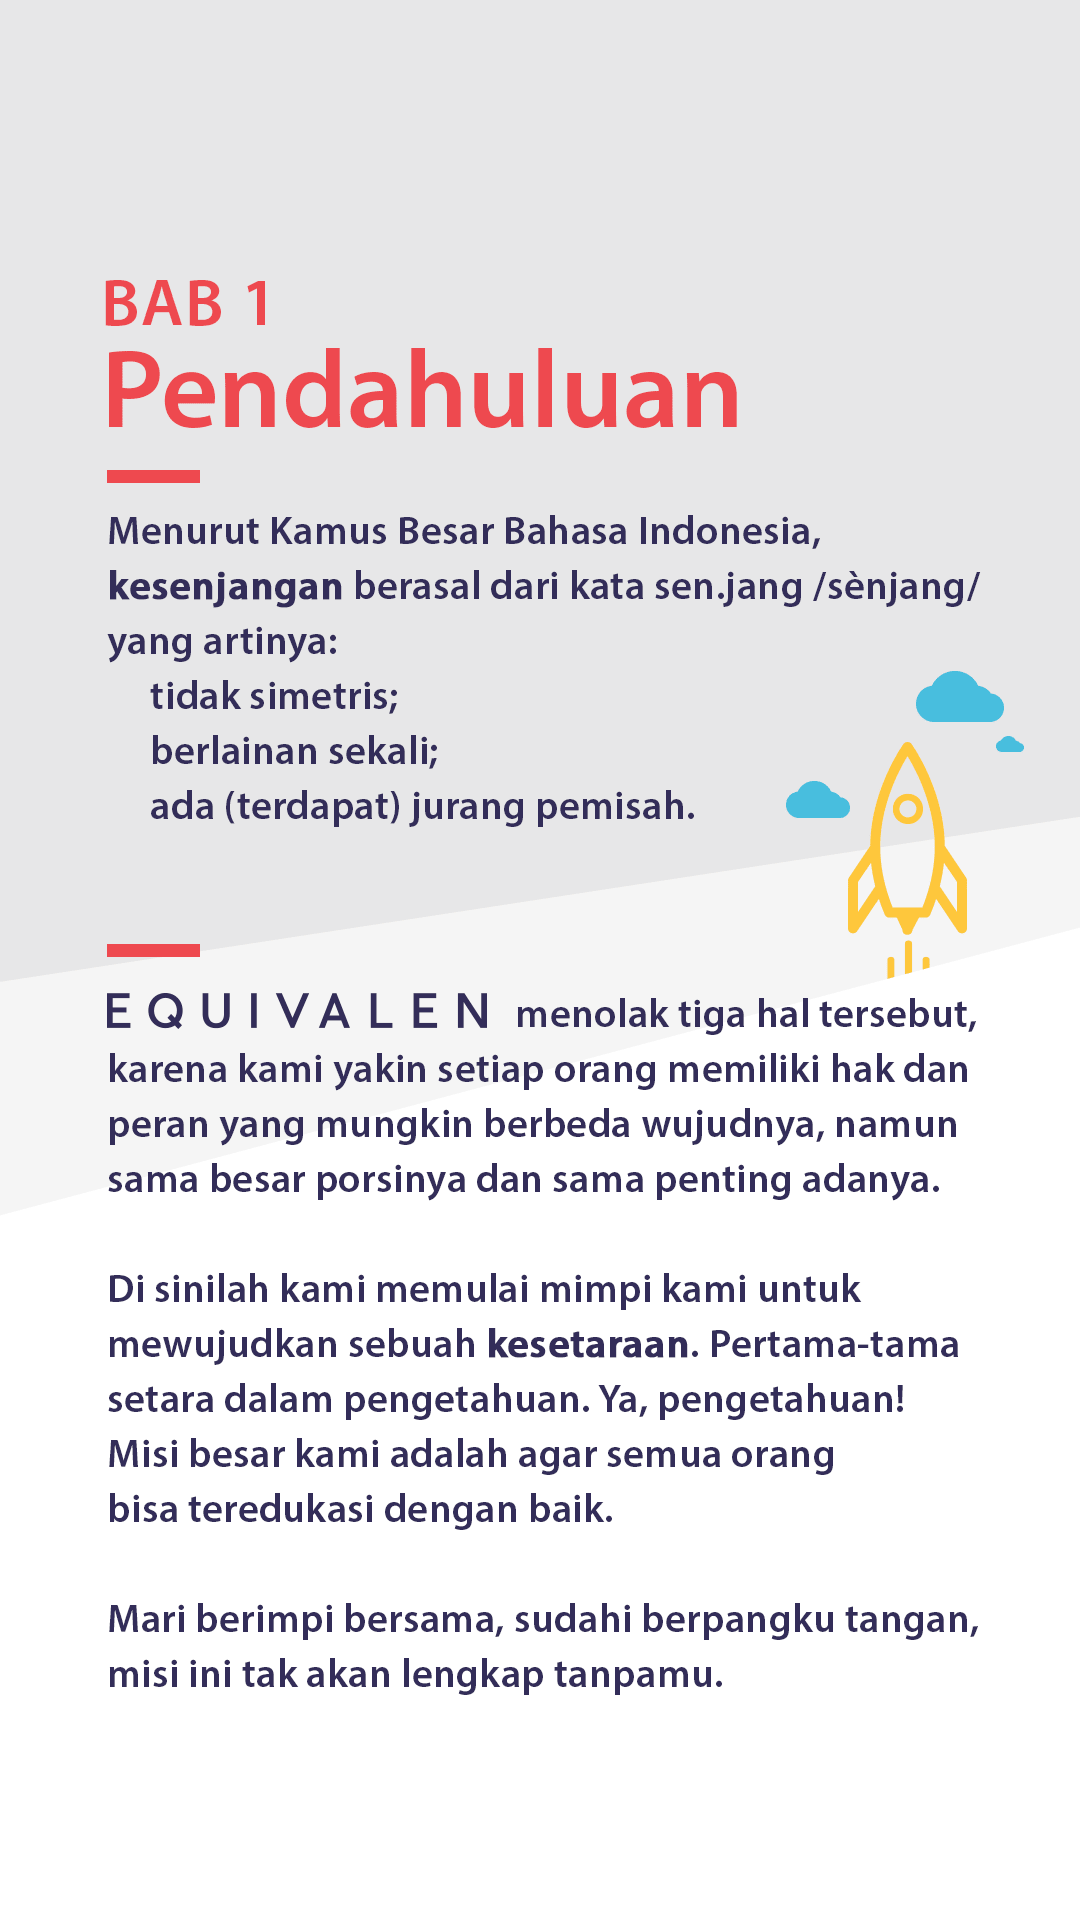 BAB 1
Pendahuluan
Menurut Kamus Besar Bahasa Indonesia,
kesenjangan berasal dari kata sen.jang /sènjang/
yang artinya:
tidak simetris;
berlainan sekali;
ada (terdapat) jurang pemisah.
EQUIVALEN menolak tiga hal tersebut,
karena kami yakin setiap orang memiliki hak dan
peran yang mungkin berbeda wujudnya, namun
sama besar porsinya dan sama penting adanya.
Di sinilah kami memulai mimpi kami untuk
mewujudkan sebuah kesetaraan. Pertama-tama
setara dalam pengetahuan. Ya, pengetahuan!
Misi besar kami adalah agar semua orang
bisa teredukasi dengan baik.
Mari berimpi bersama, sudahi berpangku tangan,
misi ini tak akan lengkap tanpamu.